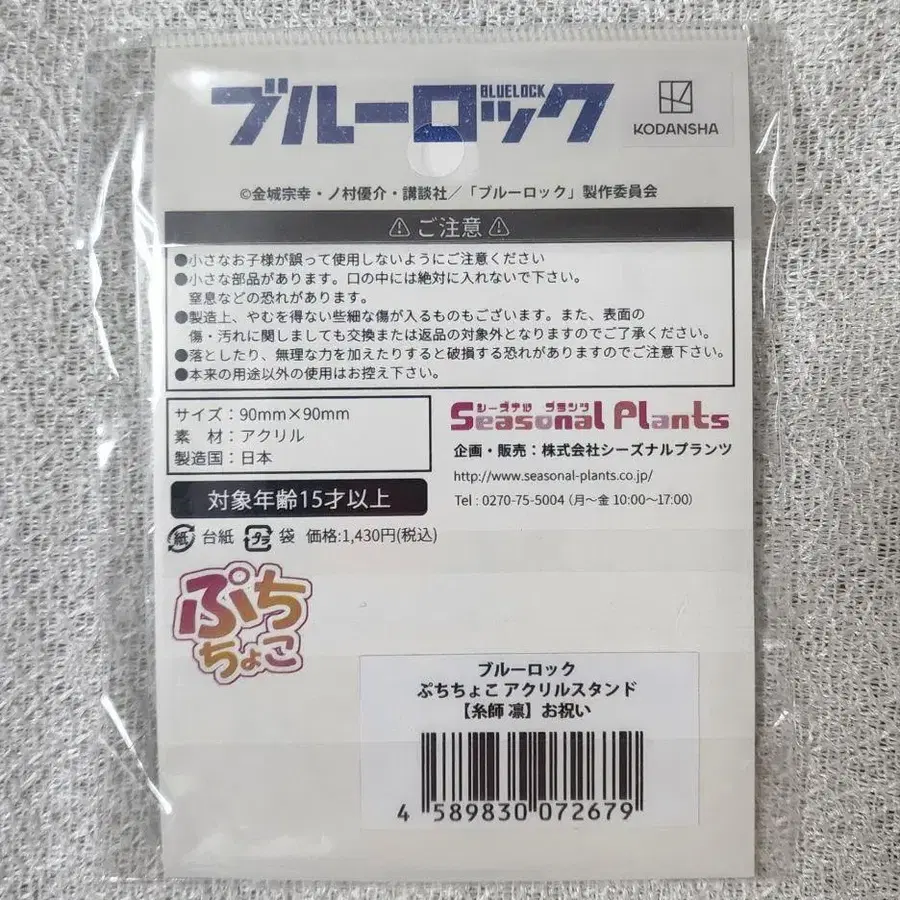 ブルーロック
BLUELOCK
KODANSHA
©金城宗幸・ノ村優介・講談社／「ブルーロック」製作委員会
⚠ ご注意 ⚠
●小さなお子様が誤って使用しないようにご注意ください
●小さな部品があります。口の中には絶対に入れないで下さい。
窒息などの恐れがあります。
●製造上、やむを得ない些細な傷が入るものもございます。また、表面の
傷・汚れに関しましても交換または返品の対象外となりますのでご了承ください。
●落としたり、無理な力を加えたりすると破損する恐れがありますのでご注意下さい。
●本来の用途以外の使用はお控え下さい。
サイズ：90mm×90mm
素　材：アクリル
製造国：日本
対象年齢15才以上
シーズナル プランツ
Seasonal Plants
企画・販売：株式会社シーズナルプランツ
http://www.seasonal-plants.co.jp/
Tel : 0270-75-5004 (月～金 10:00～17:00)
紙 台紙 プラ 袋 価格:1,430円(税込)
ぷち
ちょこ
ブルーロック
ぷちちょこ アクリルスタンド
【糸師 凛】お祝い
4 589830 072679